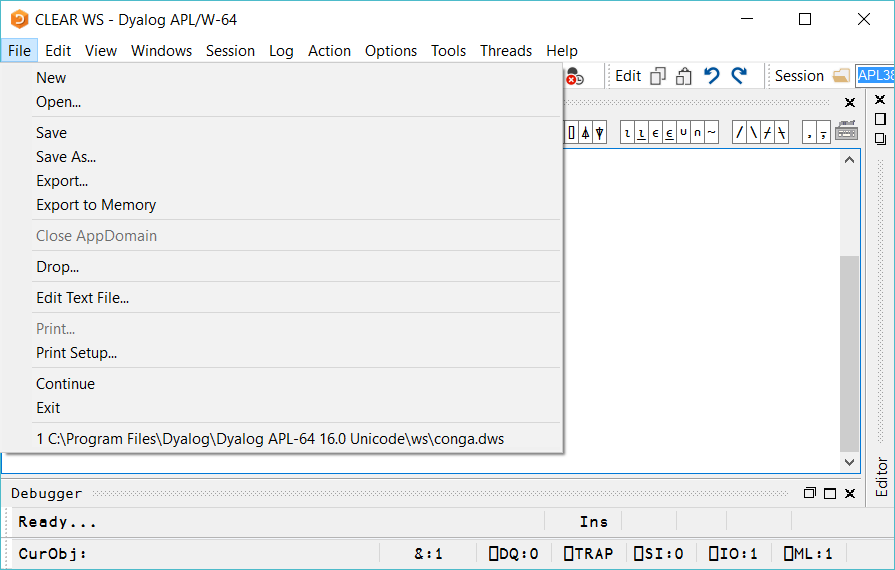 CLEAR WS - Dyalog APL/W-64
File Edit View Windows Session Log Action Options Tools Threads Help
New
Open...
Save
Save As...
Export...
Export to Memory
Close AppDomain
Drop...
Edit Text File...
Print...
Print Setup...
Continue
Exit
1 C:\Program Files\Dyalog\Dyalog APL-64 16.0 Unicode\ws\conga.dws
Edit Session APL38
⌷ ⍋ ⍒ ⍳ ⍸ ∊ ⍷ ∪ ∩ ~ / \ ⌿ ⍀ , ⍪
Editor
Debugger
Ready... Ins
CurObj: &:1 ⎕DQ:0 ⎕TRAP ⎕SI:0 ⎕IO:1 ⎕ML:1